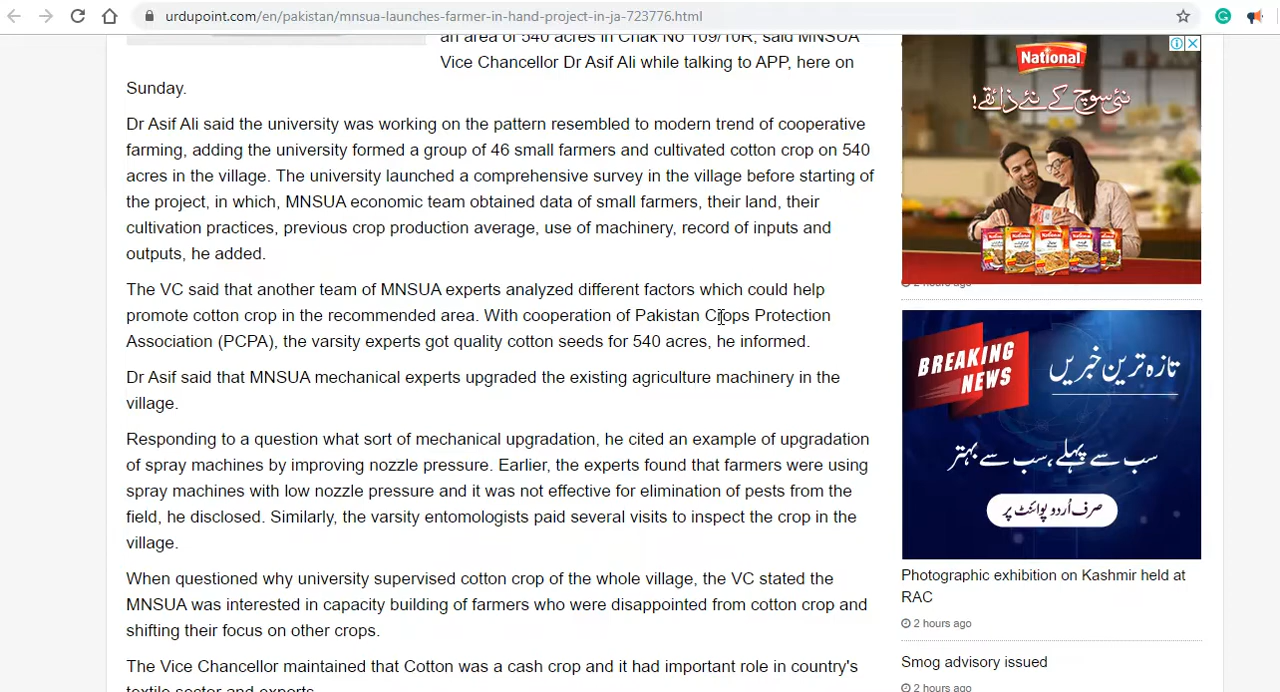 urdupoint.com/en/pakistan/mnsua-launches-farmer-in-hand-project-in-ja-723776.html
an area of 540 acres in Chak No 109/10R, said MNSUA
Vice Chancellor Dr Asif Ali while talking to APP, here on
Sunday.
Dr Asif Ali said the university was working on the pattern resembled to modern trend of cooperative
farming, adding the university formed a group of 46 small farmers and cultivated cotton crop on 540
acres in the village. The university launched a comprehensive survey in the village before starting of
the project, in which, MNSUA economic team obtained data of small farmers, their land, their
cultivation practices, previous crop production average, use of machinery, record of inputs and
outputs, he added.
The VC said that another team of MNSUA experts analyzed different factors which could help
promote cotton crop in the recommended area. With cooperation of Pakistan Crops Protection
Association (PCPA), the varsity experts got quality cotton seeds for 540 acres, he informed.
Dr Asif said that MNSUA mechanical experts upgraded the existing agriculture machinery in the
village.
Responding to a question what sort of mechanical upgradation, he cited an example of upgradation
of spray machines by improving nozzle pressure. Earlier, the experts found that farmers were using
spray machines with low nozzle pressure and it was not effective for elimination of pests from the
field, he disclosed. Similarly, the varsity entomologists paid several visits to inspect the crop in the
village.
When questioned why university supervised cotton crop of the whole village, the VC stated the
MNSUA was interested in capacity building of farmers who were disappointed from cotton crop and
shifting their focus on other crops.
The Vice Chancellor maintained that Cotton was a cash crop and it had important role in country's
textile sector and exports.
National
نئی سوچ کے نئے ذائقے!
2 hours ago
BREAKING
NEWS
تازہ ترین خبریں
سب سے پہلے، سب سے بہتر
صرف اُردو پوائنٹ پر
Photographic exhibition on Kashmir held at
RAC
2 hours ago
Smog advisory issued
2 hours ago